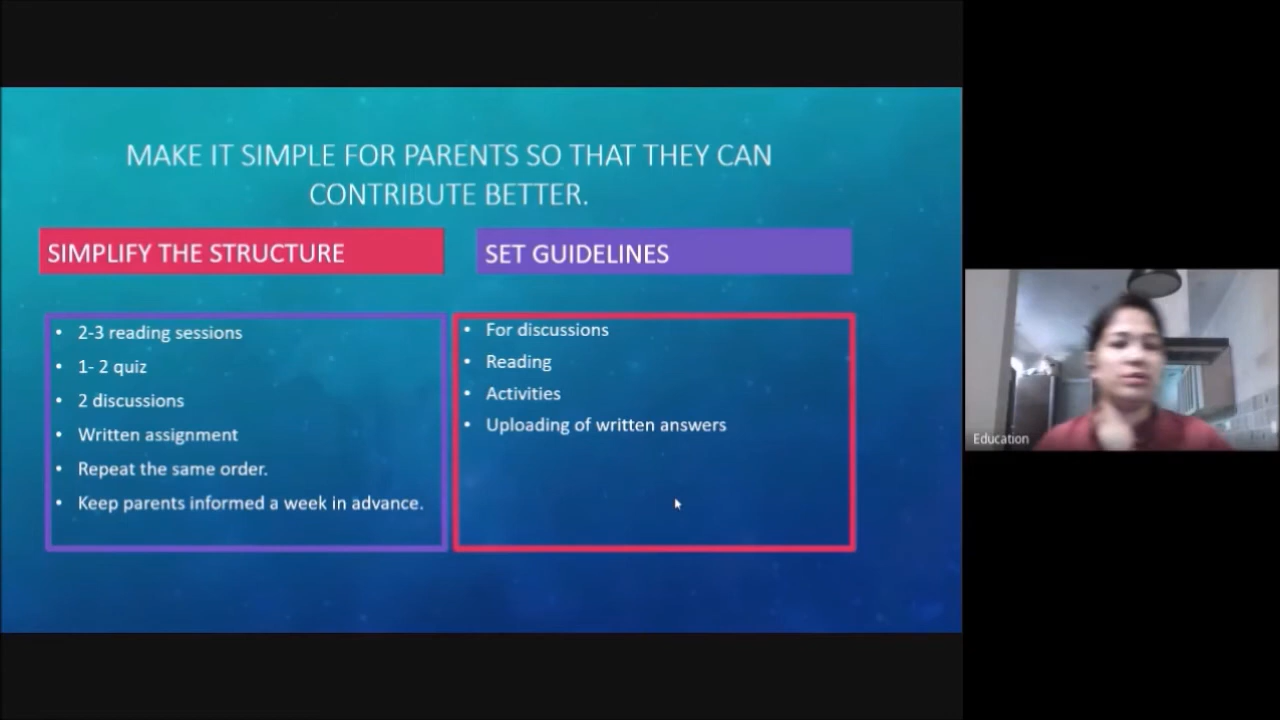 MAKE IT SIMPLE FOR PARENTS SO THAT THEY CAN
CONTRIBUTE BETTER.
SIMPLIFY THE STRUCTURE
• 2-3 reading sessions
• 1- 2 quiz
• 2 discussions
• Written assignment
• Repeat the same order.
• Keep parents informed a week in advance.
SET GUIDELINES
• For discussions
• Reading
• Activities
• Uploading of written answers
Education